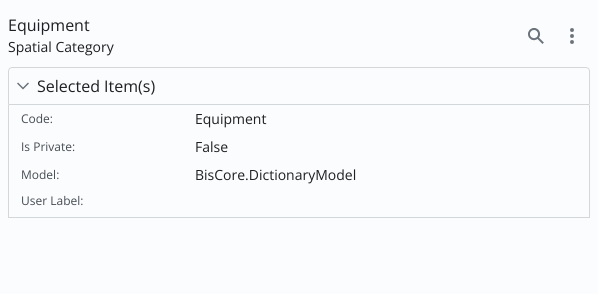 Equipment
Spatial Category
Selected Item(s)
Code: Equipment
Is Private: False
Model: BisCore.DictionaryModel
User Label: